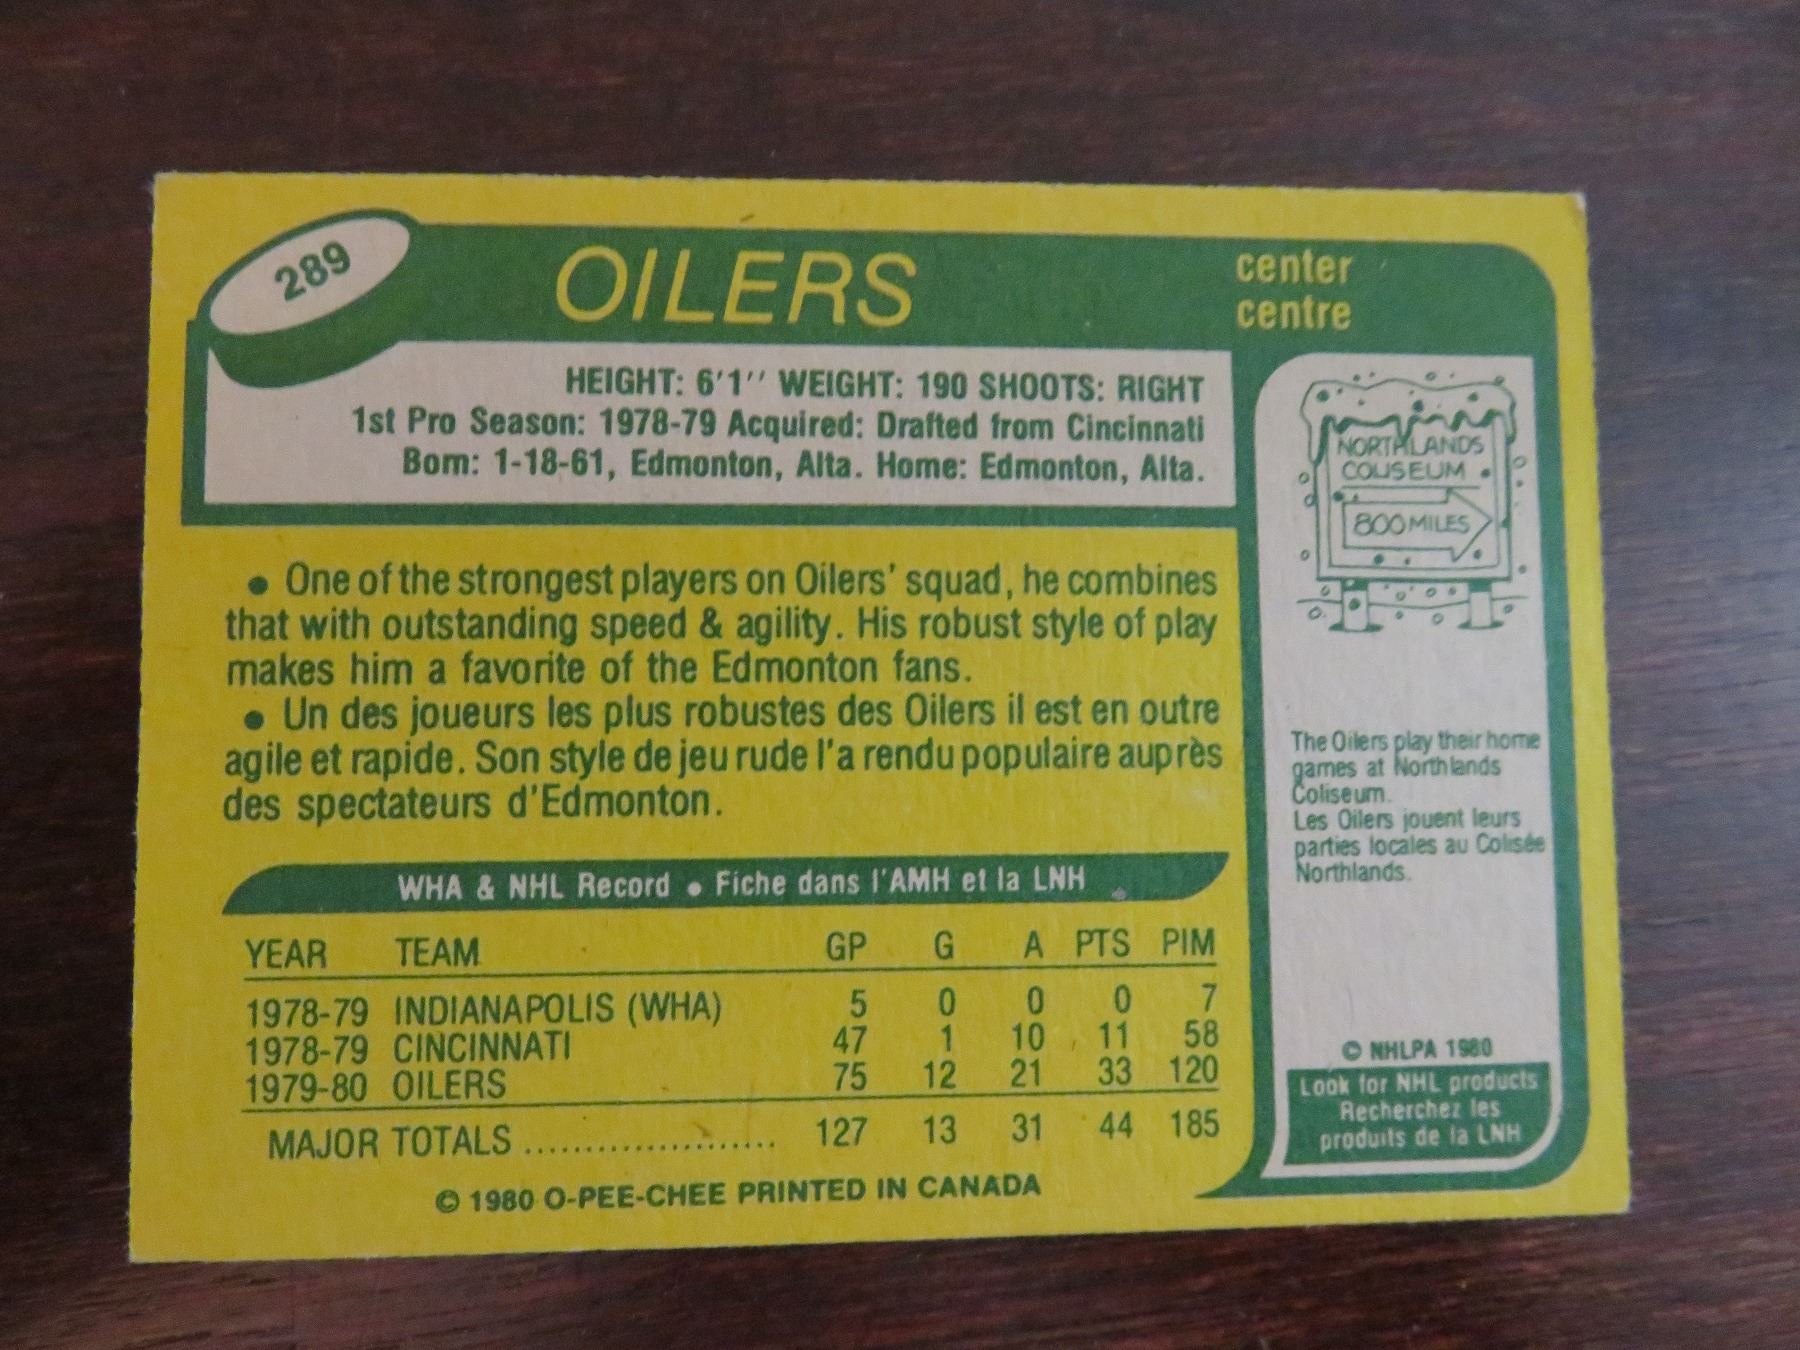 289
OILERS
center
centre
HEIGHT: 6'1'' WEIGHT: 190 SHOOTS: RIGHT
1st Pro Season: 1978-79 Acquired: Drafted from Cincinnati
Born: 1-18-61, Edmonton, Alta. Home: Edmonton, Alta.
• One of the strongest players on Oilers' squad, he combines
that with outstanding speed & agility. His robust style of play
makes him a favorite of the Edmonton fans.
• Un des joueurs les plus robustes des Oilers il est en outre
agile et rapide. Son style de jeu rude l'a rendu populaire auprès
des spectateurs d'Edmonton.
WHA & NHL Record • Fiche dans l'AMH et la LNH
YEAR TEAM GP G A PTS PIM
1978-79 INDIANAPOLIS (WHA) 5 0 0 0 7
1978-79 CINCINNATI 47 1 10 11 58
1979-80 OILERS 75 12 21 33 120
MAJOR TOTALS ..................... 127 13 31 44 185
© 1980 O-PEE-CHEE PRINTED IN CANADA
NORTHLANDS
COLISEUM
800 MILES
The Oilers play their home
games at Northlands
Coliseum.
Les Oilers jouent leurs
parties locales au Colisée
Northlands.
© NHLPA 1980
Look for NHL products
Recherchez les
produits de la LNH